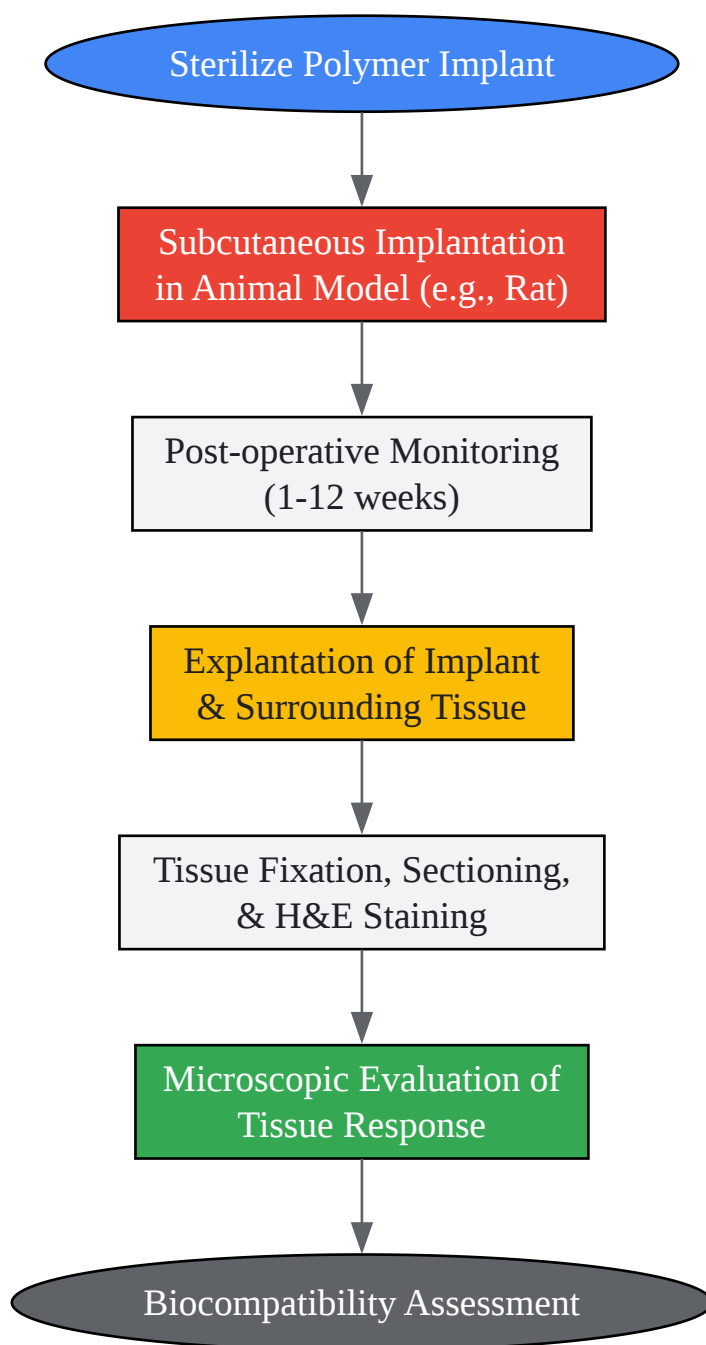 Sterilize Polymer Implant
Subcutaneous Implantation
in Animal Model (e.g., Rat)
Post-operative Monitoring
(1-12 weeks)
Explantation of Implant
& Surrounding Tissue
Tissue Fixation, Sectioning,
& H&E Staining
Microscopic Evaluation of
Tissue Response
Biocompatibility Assessment